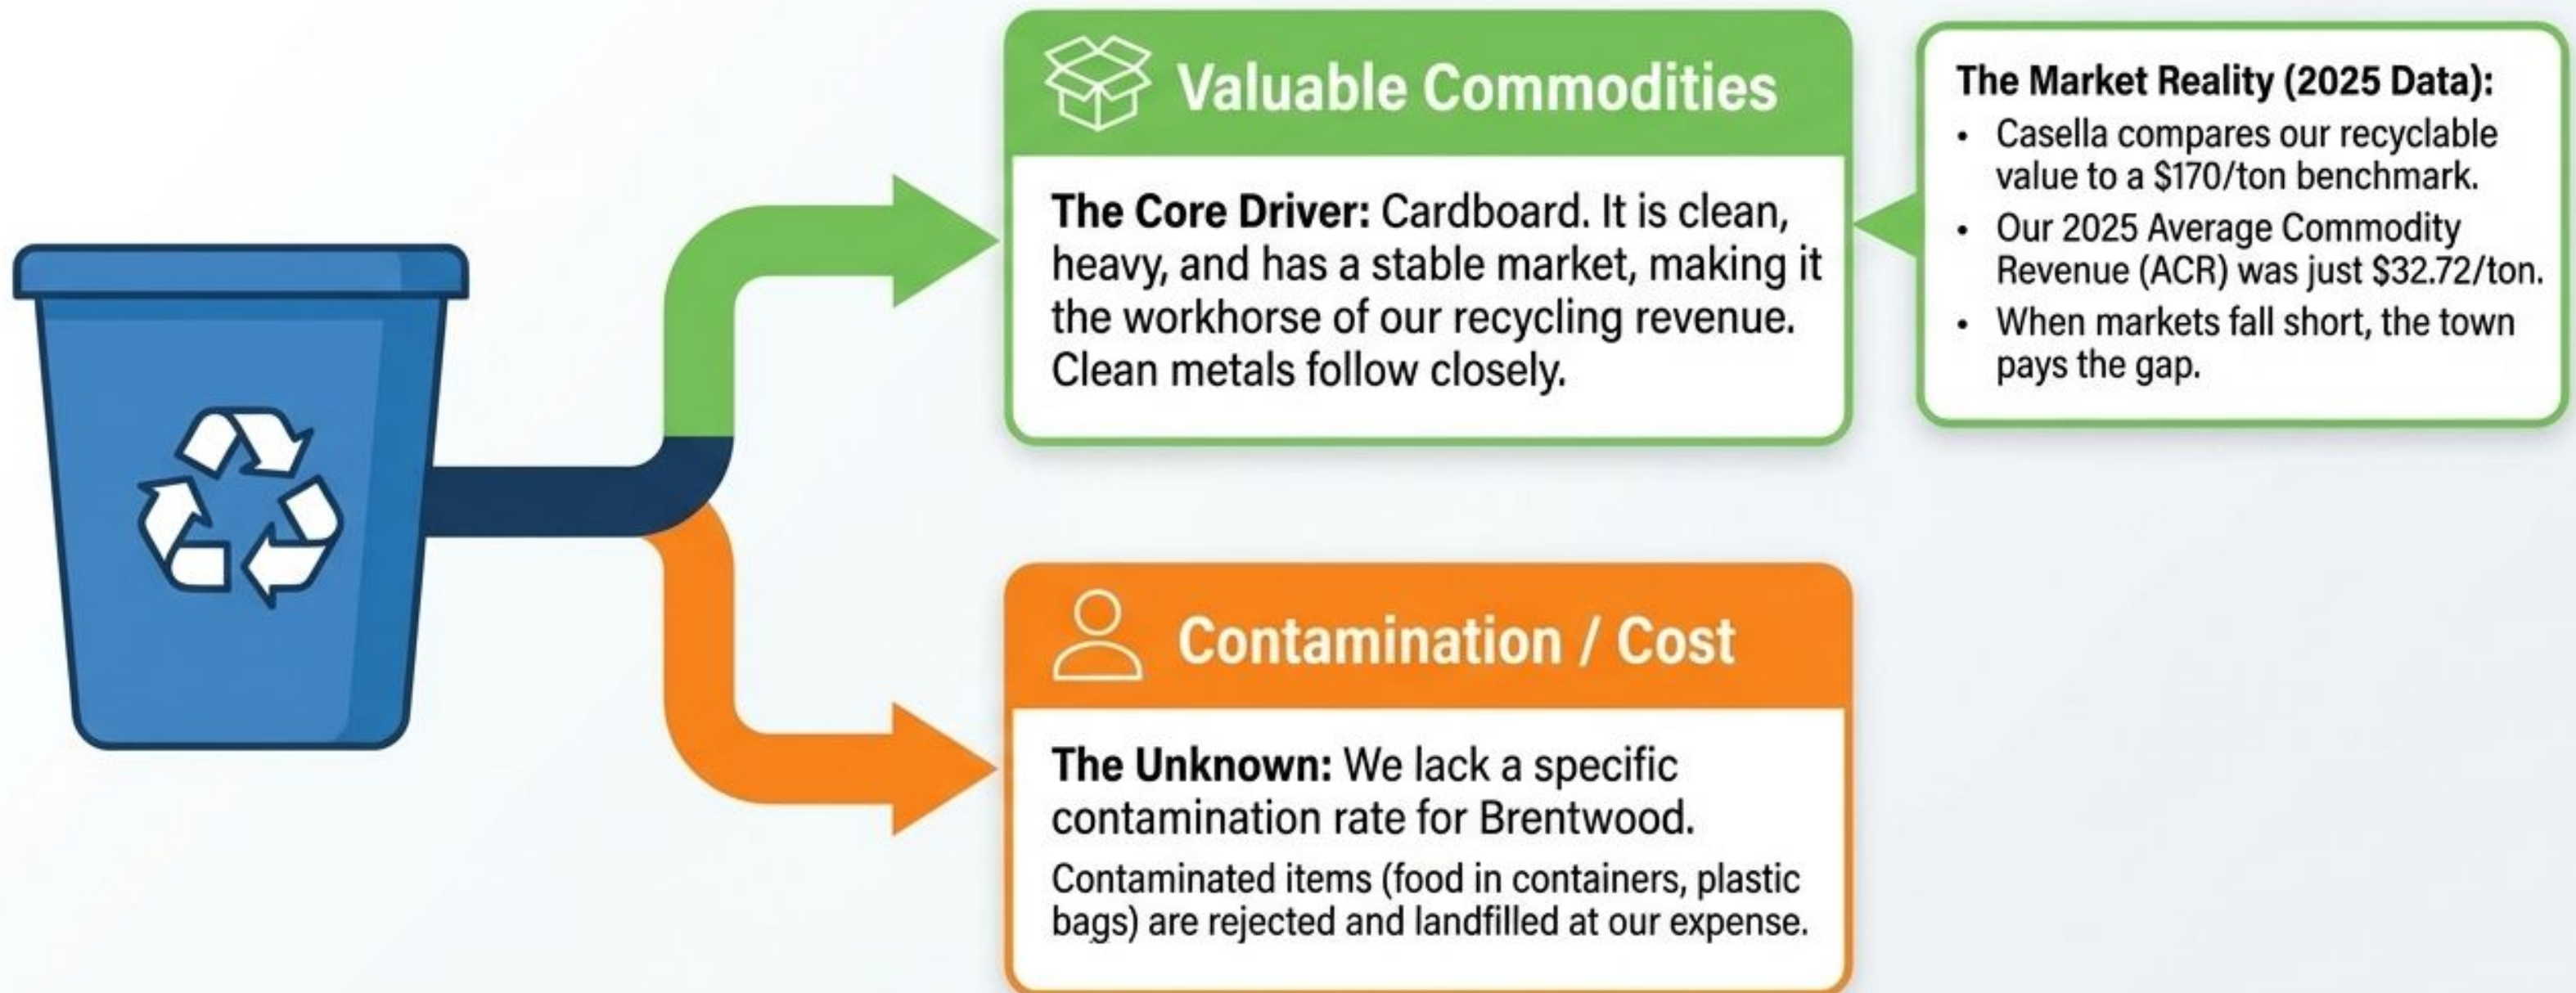 Valuable Commodities
The Core Driver: Cardboard. It is clean,
heavy, and has a stable market, making it
the workhorse of our recycling revenue.
Clean metals follow closely.
The Market Reality (2025 Data):
• Casella compares our recyclable
value to a $170/ton benchmark.
• Our 2025 Average Commodity
Revenue (ACR) was just $32.72/ton.
• When markets fall short, the town
pays the gap.
Contamination / Cost
The Unknown: We lack a specific
contamination rate for Brentwood.
Contaminated items (food in containers, plastic
bags) are rejected and landfilled at our expense.